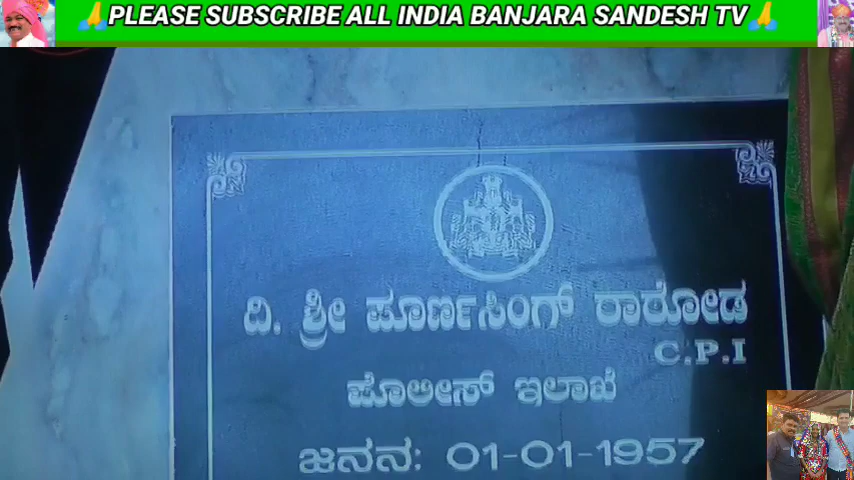 🙏PLEASE SUBSCRIBE ALL INDIA BANJARA SANDESH TV🙏
ದಿ. ಶ್ರೀ ಪೂರ್ಣಸಿಂಗ್ ರಾಠೋಡ
C.P.I
ಪೊಲೀಸ್ ಇಲಾಖೆ
ಜನನ: 01-01-1957